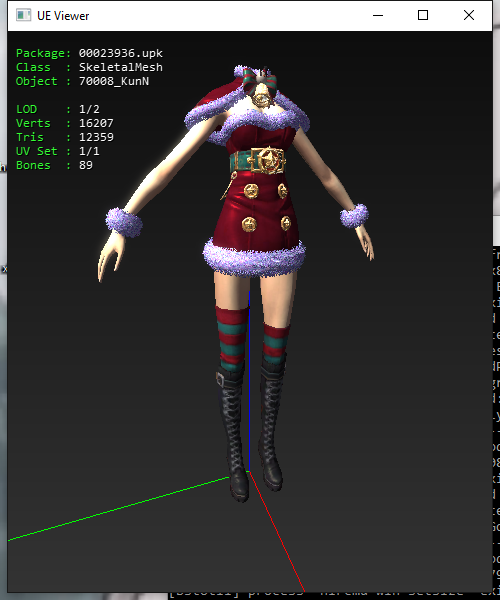 UE Viewer
Package: 00023936.upk
Class  : SkeletalMesh
Object : 70008_KunN
LOD    : 1/2
Verts  : 16207
Tris   : 12359
UV Set : 1/1
Bones  : 89